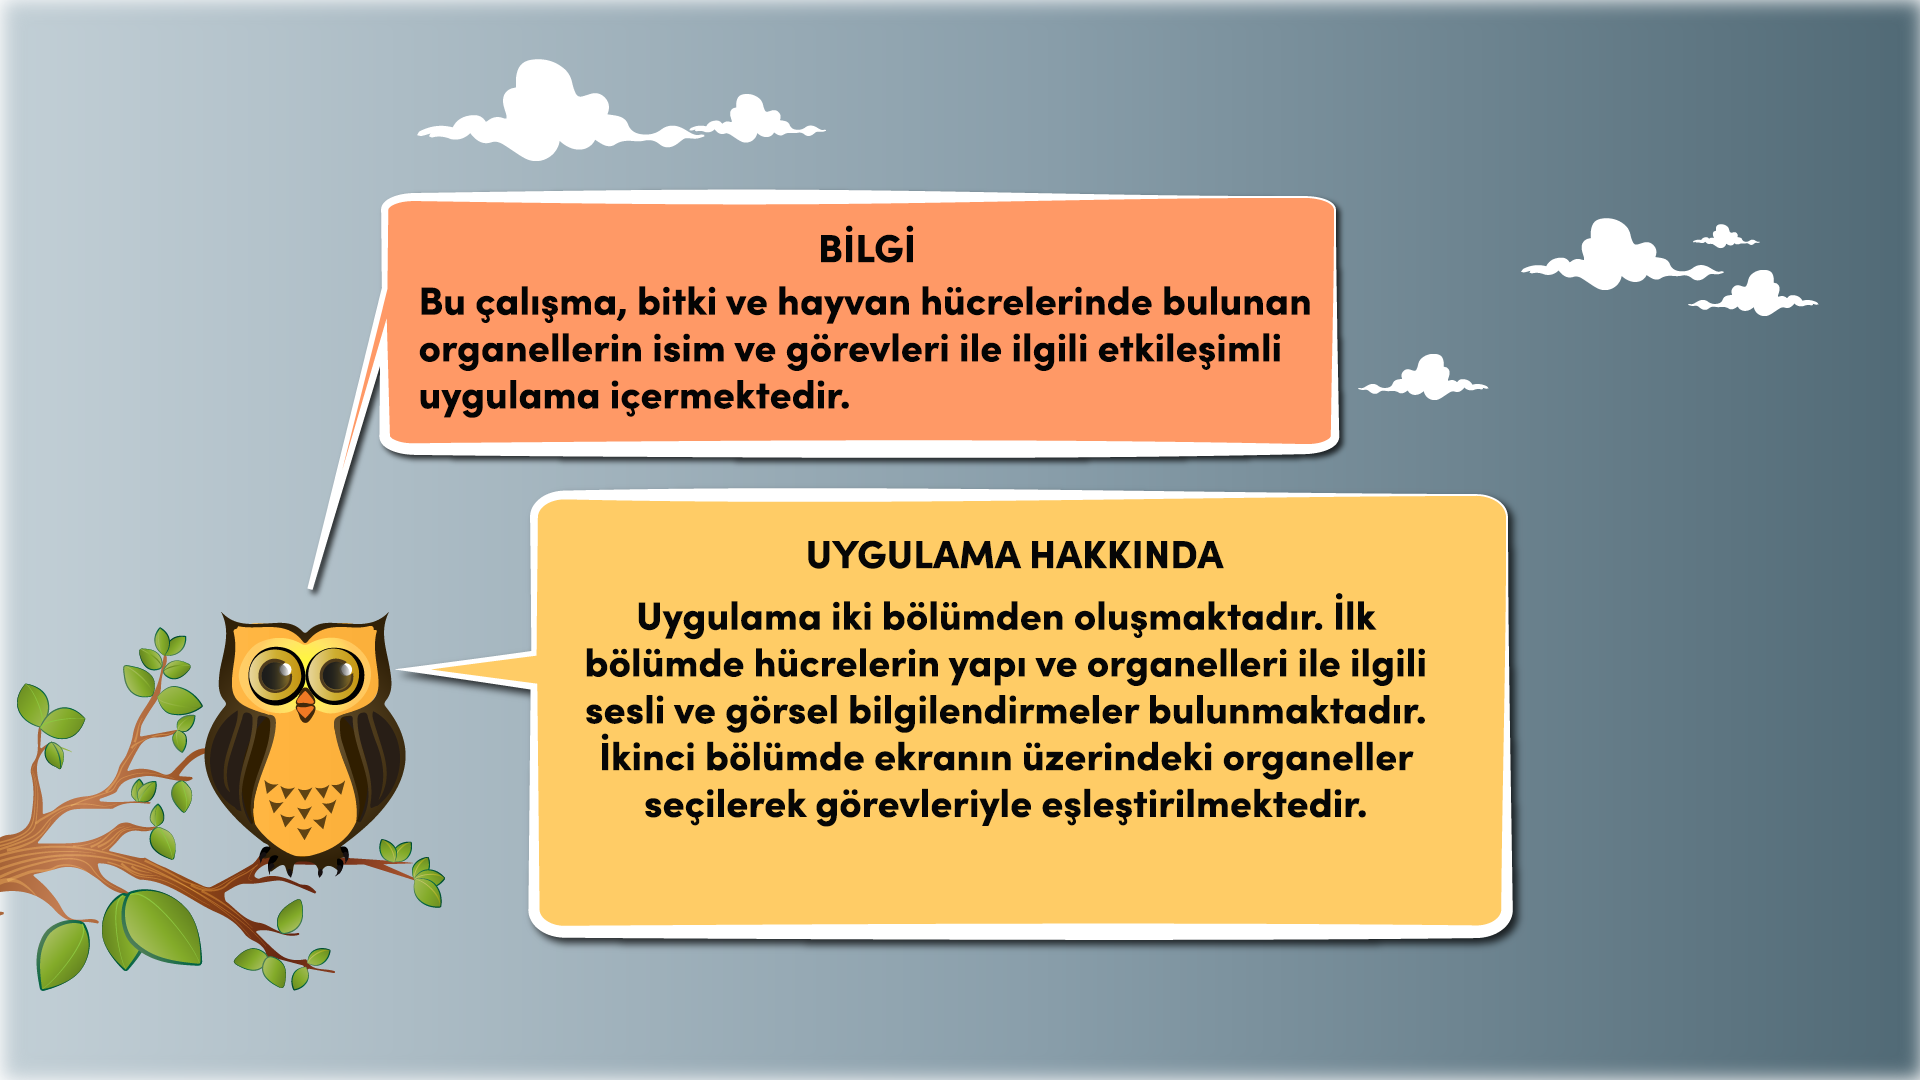 BİLGİ
Bu çalışma, bitki ve hayvan hücrelerinde bulunan
organellerin isim ve görevleri ile ilgili etkileşimli
uygulama içermektedir.
UYGULAMA HAKKINDA
Uygulama iki bölümden oluşmaktadır. İlk
bölümde hücrelerin yapı ve organelleri ile ilgili
sesli ve görsel bilgilendirmeler bulunmaktadır.
İkinci bölümde ekranın üzerindeki organeller
seçilerek görevleriyle eşleştirilmektedir.